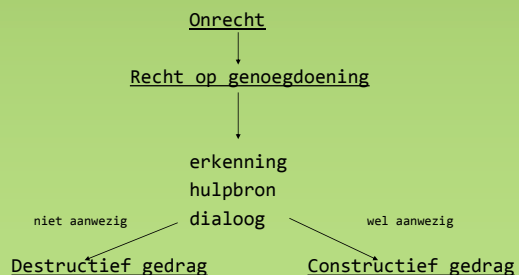 Onrecht
Recht op genoegdoening
erkenning
hulpbron
niet aanwezig dialoog wel aanwezig
Destructief gedrag Constructief gedrag